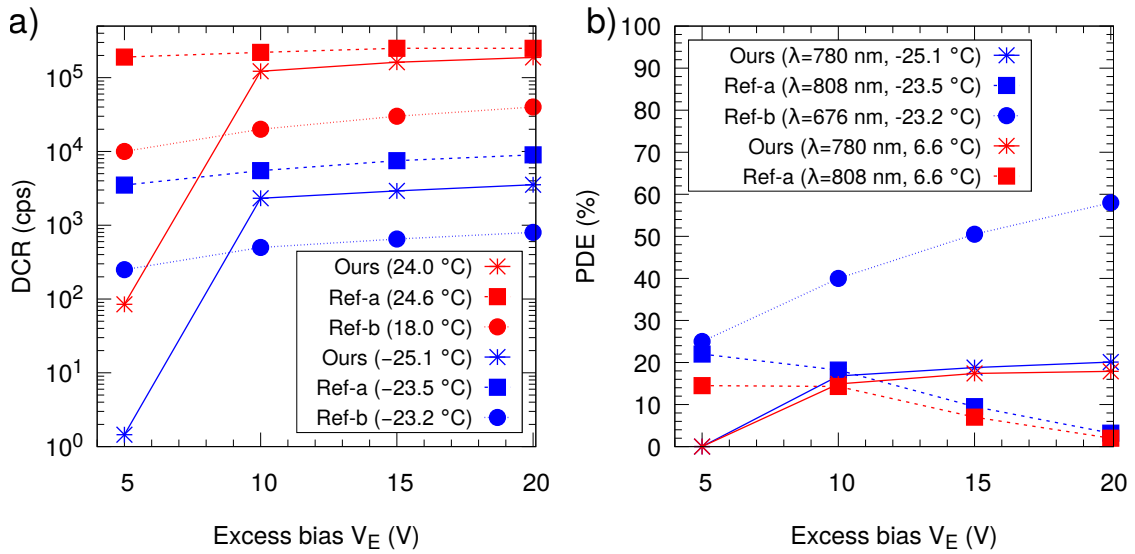 a)
DCR (cps)
10^5
10^4
10^3
10^2
10^1
10^0
Ours (24.0 °C)
Ref-a (24.6 °C)
Ref-b (18.0 °C)
Ours (−25.1 °C)
Ref-a (−23.5 °C)
Ref-b (−23.2 °C)
5 10 15 20
Excess bias V_E (V)
b)
PDE (%)
100
90
80
70
60
50
40
30
20
10
0
Ours (λ=780 nm, -25.1 °C)
Ref-a (λ=808 nm, -23.5 °C)
Ref-b (λ=676 nm, -23.2 °C)
Ours (λ=780 nm, 6.6 °C)
Ref-a (λ=808 nm, 6.6 °C)
5 10 15 20
Excess bias V_E (V)